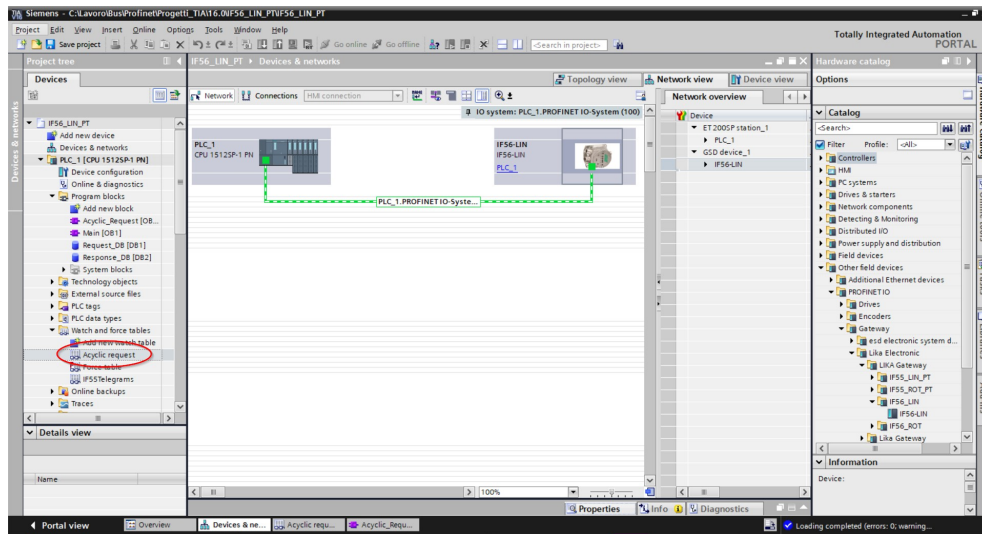 Siemens - C:\Lavoro\Bus\Profinet\Progetti_TIA\16.0\IF56_LIN_PT\IF56_LIN_PT
Project Edit View Insert Online Options Tools Window Help
Totally Integrated Automation
PORTAL
Save project
Go online
Go offline
<Search in project>
Project tree
IF56_LIN_PT ▸ Devices & networks
Hardware catalog
Devices
Topology view
Network view
Device view
Options
Network
Connections
HMI connection
Network overview
IO system: PLC_1.PROFINET IO-System (100)
Device
ET200SP station_1
PLC_1
GSD device_1
IF56-LIN
Catalog
<Search>
Filter
Profile:
<All>
Controllers
HMI
PC systems
Drives & starters
Network components
Detecting & Monitoring
Distributed I/O
Power supply and distribution
Field devices
Other field devices
Additional Ethernet devices
PROFINET IO
Drives
Encoders
Gateway
esd electronic system d...
Lika Electronic
LIKA Gateway
IF55_LIN_PT
IF55_ROT_PT
IF56_LIN
IF56-LIN
IF56_ROT
Lika Gateway
Information
Device:
IF56_LIN_PT
Add new device
Devices & networks
PLC_1 [CPU 1512SP-1 PN]
Device configuration
Online & diagnostics
Program blocks
Add new block
Acyclic_Request [OB...
Main [OB1]
Request_DB [DB1]
Response_DB [DB2]
System blocks
Technology objects
External source files
PLC tags
PLC data types
Watch and force tables
Add new watch table
Acyclic request
Force table
IF55Telegrams
Online backups
Traces
Details view
Name
PLC_1
CPU 1512SP-1 PN
IF56-LIN
IF56-LIN
PLC_1
PLC_1.PROFINET IO-Syste...
100%
Properties
Info
Diagnostics
Devices & networks
Portal view
Overview
Devices & ne...
Acyclic requ...
Acyclic_Requ...
Loading completed (errors: 0; warning...